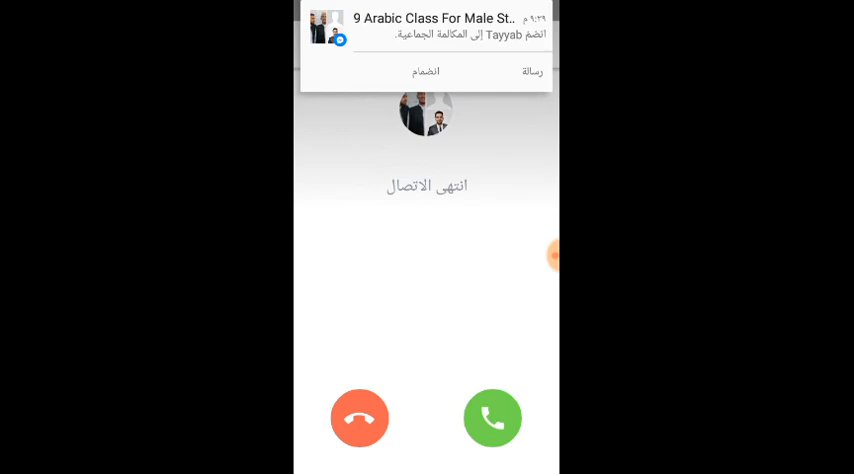 9 Arabic Class For Male St..
٩:٢٩ م
انضمّ Tayyab إلى المكالمة الجماعية.
رسالة
انضمام
انتهى الاتصال